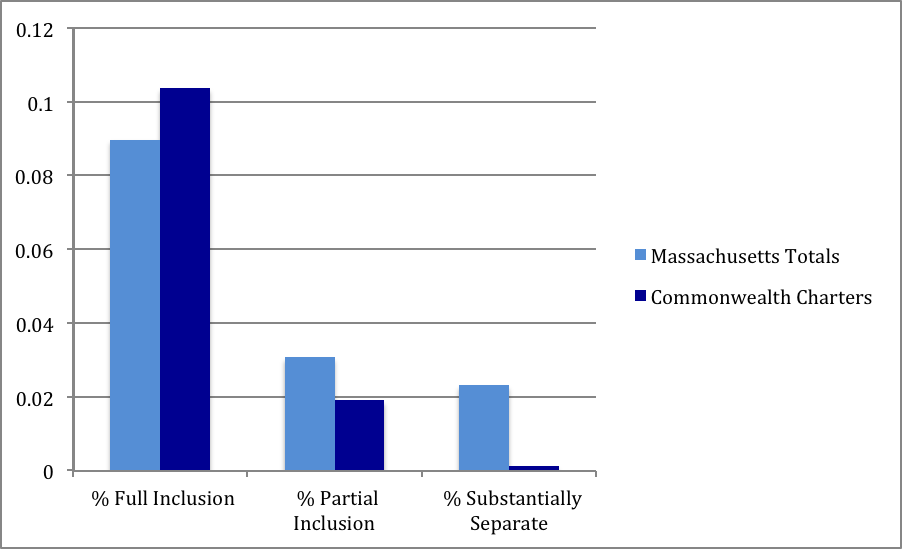 0.12
0.1
0.08
0.06
0.04
0.02
0
% Full Inclusion
% Partial
Inclusion
% Substantially
Separate
Massachusetts Totals
Commonwealth Charters